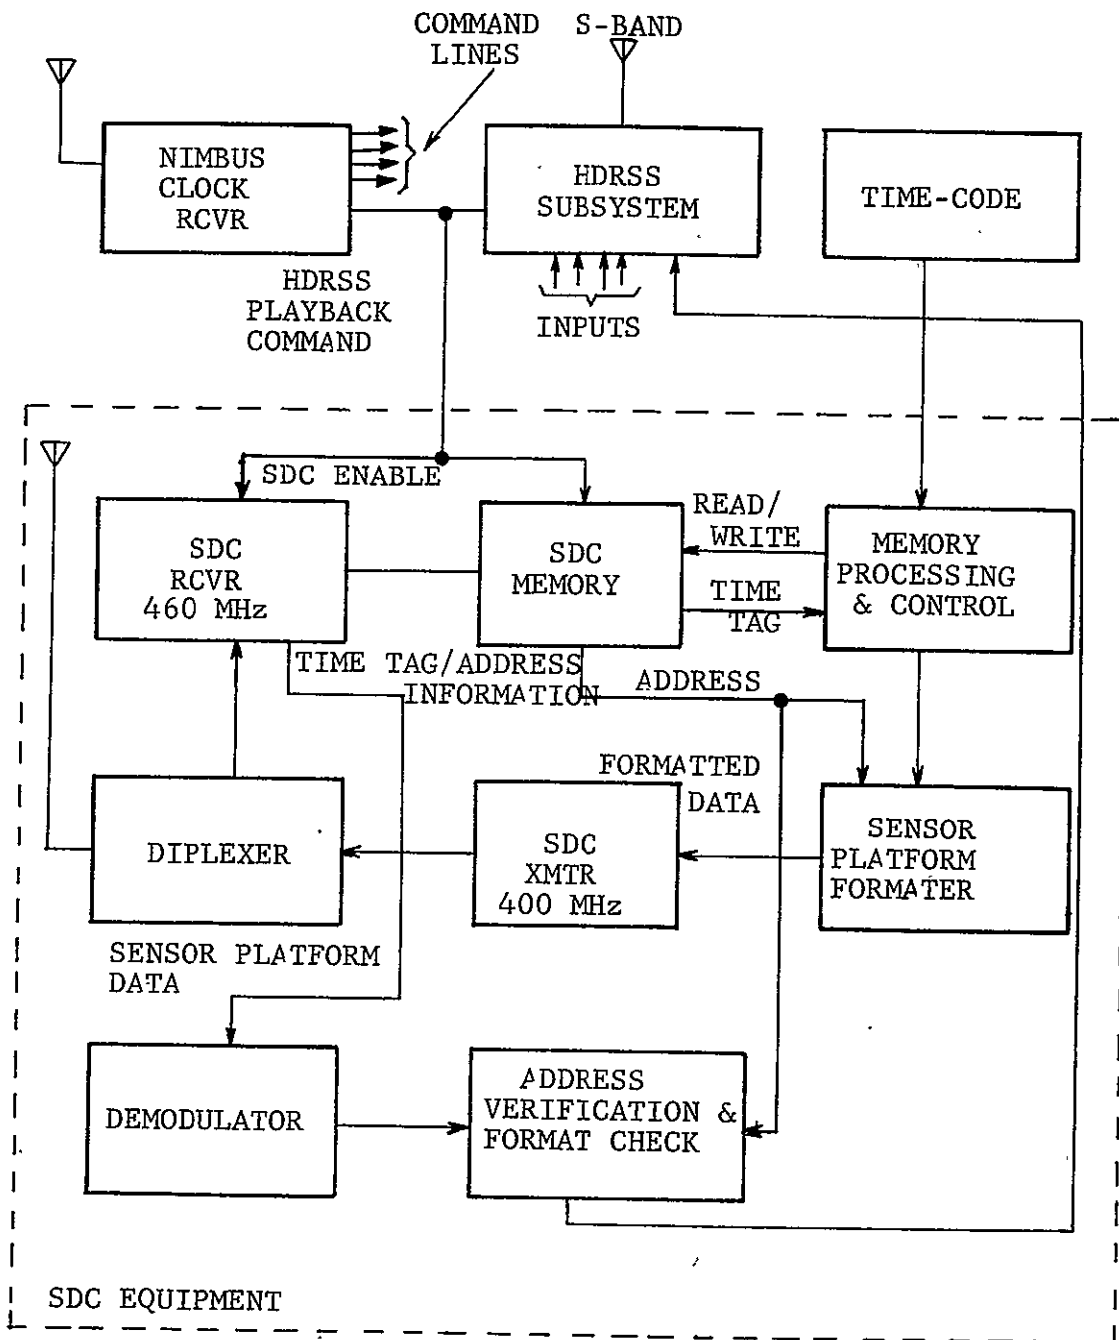 COMMAND
LINES
S-BAND
NIMBUS
CLOCK
RCVR
HDRSS
SUBSYSTEM
TIME-CODE
HDRSS
PLAYBACK
COMMAND
INPUTS
SDC ENABLE
SDC
RCVR
460 MHz
SDC
MEMORY
READ/
WRITE
TIME
TAG
MEMORY
PROCESSING
& CONTROL
TIME TAG/ADDRESS
INFORMATION
ADDRESS
FORMATTED
DATA
DIPLEXER
SDC
XMTR
400 MHz
SENSOR
PLATFORM
FORMATER
SENSOR PLATFORM
DATA
DEMODULATOR
ADDRESS
VERIFICATION &
FORMAT CHECK
SDC EQUIPMENT